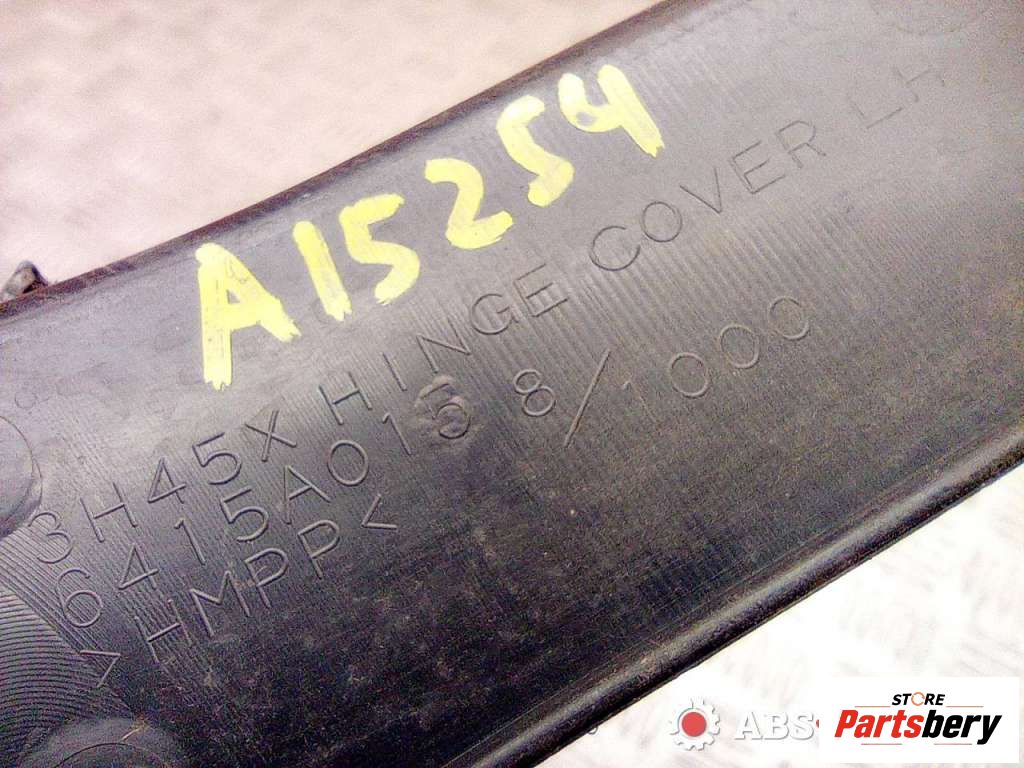 A15254
3H45X HINGE COVER LH
6415A015 8/1000
>HMPP<
ABS
STORE
Partsbery